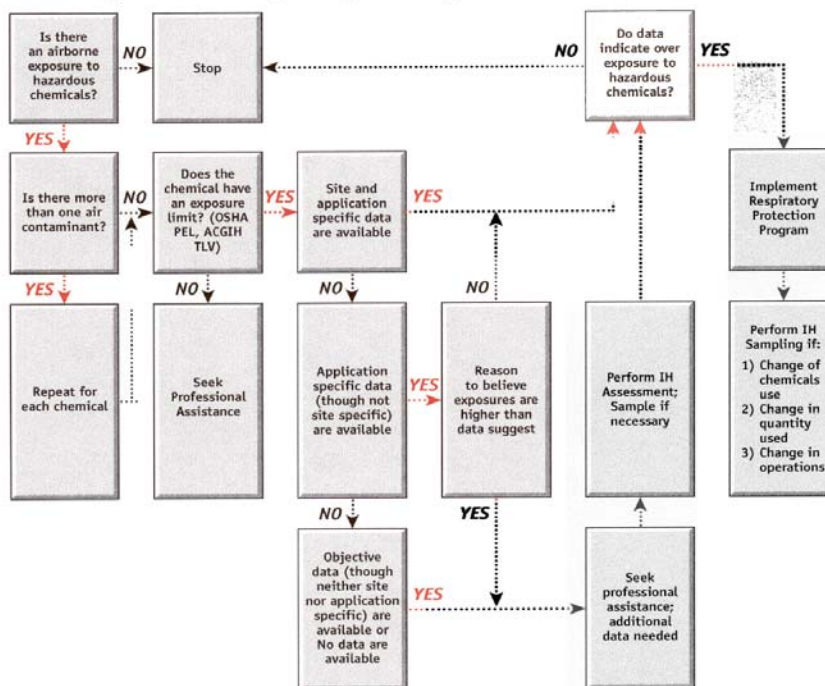 Is there
an airborne
exposure to
hazardous
chemicals?
NO
Stop
NO
Do data
indicate over
exposure to
hazardous
chemicals?
YES
YES
Is there more
than one air
contaminant?
NO
Does the
chemical have
an exposure
limit? (OSHA
PEL, ACGIH
TLV)
YES
Site and
application
specific data
are available
YES
Implement
Respiratory
Protection
Program
YES
NO
NO
NO
Repeat for
each chemical
Seek
Professional
Assistance
Application
specific data
(though not
site specific)
are available
YES
Reason
to believe
exposures are
higher than
data suggest
Perform IH
Assessment;
Sample if
necessary
Perform IH
Sampling if:
1) Change of
chemicals
use
2) Change in
quantity
used
3) Change in
operations
NO
YES
Objective
data (though
neither site
nor application
specific) are
available or
No data are
available
YES
Seek
professional
assistance;
additional
data needed